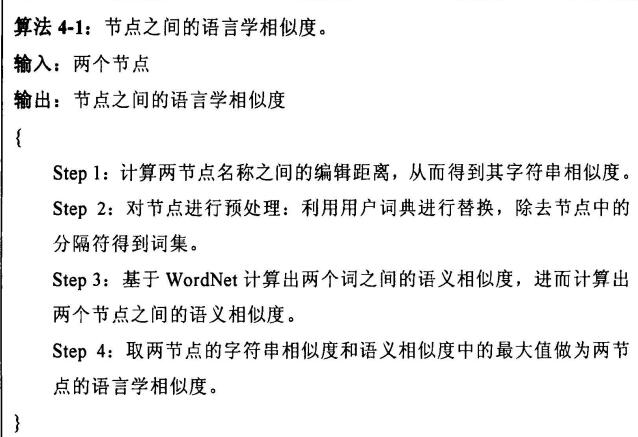 算法 4-1：节点之间的语言学相似度。
输入：两个节点
输出：节点之间的语言学相似度
{
Step 1：计算两节点名称之间的编辑距离，从而得到其字符串相似度。
Step 2：对节点进行预处理：利用用户词典进行替换，除去节点中的
分隔符得到词集。
Step 3：基于 WordNet 计算出两个词之间的语义相似度，进而计算出
两个节点之间的语义相似度。
Step 4：取两节点的字符串相似度和语义相似度中的最大值做为两节
点的语言学相似度。
}